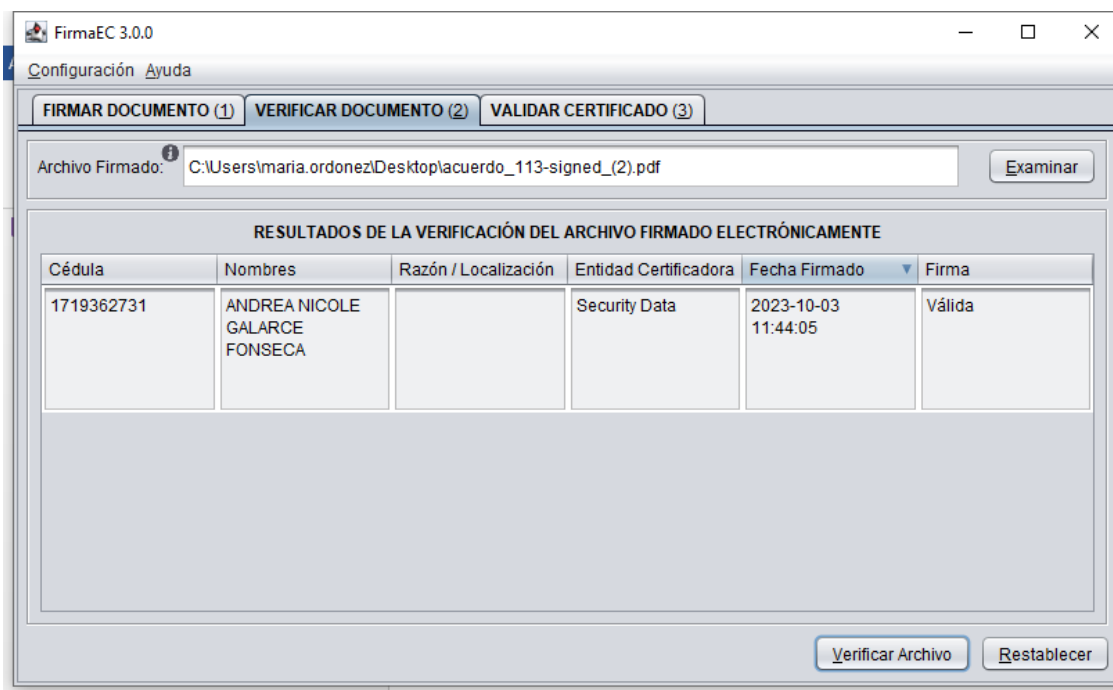 FirmaEC 3.0.0
Configuración Ayuda
FIRMAR DOCUMENTO (1) VERIFICAR DOCUMENTO (2) VALIDAR CERTIFICADO (3)
Archivo Firmado: C:\Users\maria.ordonez\Desktop\acuerdo_113-signed_(2).pdf Examinar
RESULTADOS DE LA VERIFICACIÓN DEL ARCHIVO FIRMADO ELECTRÓNICAMENTE
Cédula Nombres Razón / Localización Entidad Certificadora Fecha Firmado Firma
1719362731 ANDREA NICOLE Security Data 2023-10-03 Válida
GALARCE 11:44:05
FONSECA
Verificar Archivo Restablecer